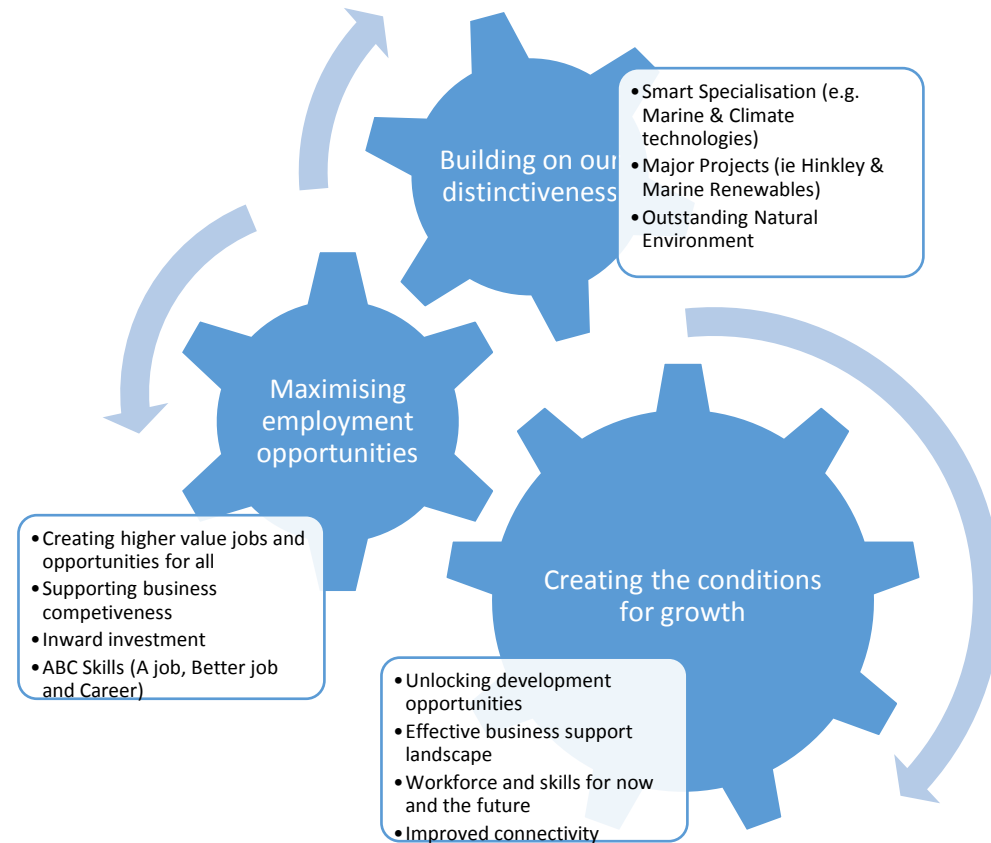 Building on our
distinctiveness
•Smart Specialisation (e.g.
Marine & Climate
technologies)
•Major Projects (ie Hinkley &
Marine Renewables)
•Outstanding Natural
Environment
Maximising
employment
opportunities
•Creating higher value jobs and
opportunities for all
•Supporting business
competiveness
•Inward investment
•ABC Skills (A job, Better job
and Career)
Creating the conditions
for growth
•Unlocking development
opportunities
•Effective business support
landscape
•Workforce and skills for now
and the future
•Improved connectivity